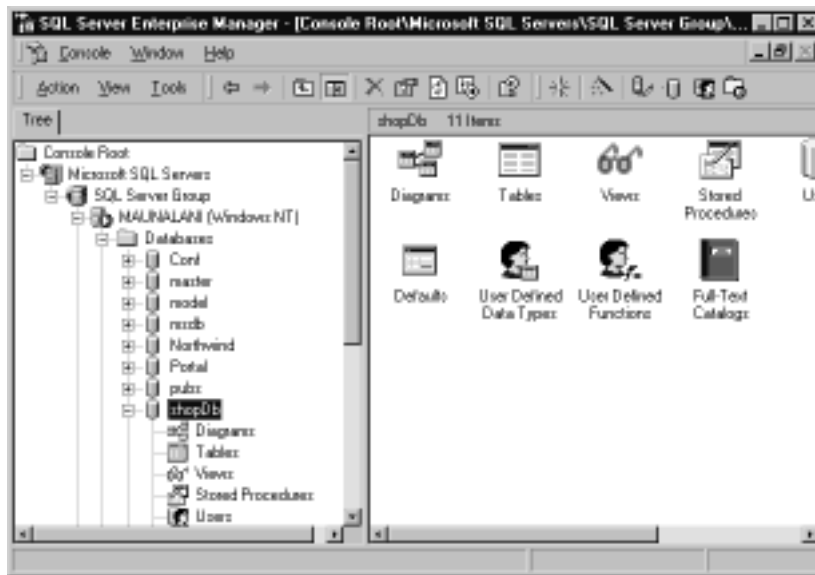 SQL Server Enterprise Manager - [Console Root\Microsoft SQL Servers\SQL Server Group\...
Console Window Help
Action View Tools
Tree
shopDb 11 Items
Console Root
Microsoft SQL Servers
SQL Server Group
MAUNALANI (Windows NT)
Databases
Conf
master
model
msdb
Northwind
Portal
pubs
shopDb
Diagrams
Tables
Views
Stored Procedures
Users
Diagrams
Tables
Views
Stored
Procedures
Defaults
User Defined
Data Types
User Defined
Functions
Full-Text
Catalogs